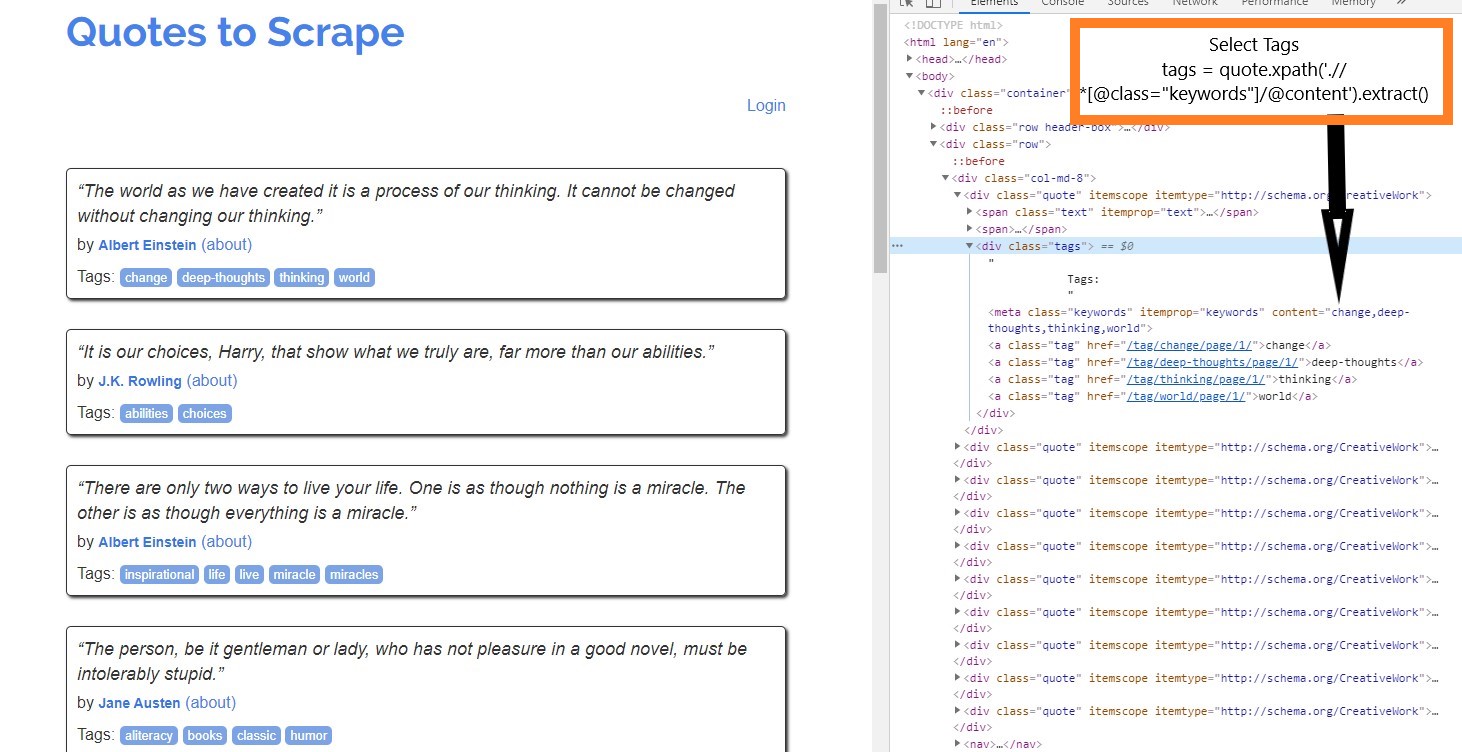 Quotes to Scrape
Login
“The world as we have created it is a process of our thinking. It cannot be changed
without changing our thinking.”
by Albert Einstein (about)
Tags: change deep-thoughts thinking world
“It is our choices, Harry, that show what we truly are, far more than our abilities.”
by J.K. Rowling (about)
Tags: abilities choices
“There are only two ways to live your life. One is as though nothing is a miracle. The
other is as though everything is a miracle.”
by Albert Einstein (about)
Tags: inspirational life live miracle miracles
“The person, be it gentleman or lady, who has not pleasure in a good novel, must be
intolerably stupid.”
by Jane Austen (about)
Tags: aliteracy books classic humor
Elements Console Sources Network Performance Memory »
Select Tags
tags = quote.xpath('.//
*[@class="keywords"]/@content').extract()
<!DOCTYPE html>
<html lang="en">
<head>…</head>
<body>
<div class="container"
::before
<div class="row header-box">…</div>
<div class="row">
::before
<div class="col-md-8">
<div class="quote" itemscope itemtype="http://schema.org/CreativeWork">
<span class="text" itemprop="text">…</span>
<span>…</span>
… <div class="tags"> == $0
"
Tags:
"
<meta class="keywords" itemprop="keywords" content="change,deep-
thoughts,thinking,world">
<a class="tag" href="/tag/change/page/1/">change</a>
<a class="tag" href="/tag/deep-thoughts/page/1/">deep-thoughts</a>
<a class="tag" href="/tag/thinking/page/1/">thinking</a>
<a class="tag" href="/tag/world/page/1/">world</a>
</div>
</div>
<div class="quote" itemscope itemtype="http://schema.org/CreativeWork">…
</div>
<div class="quote" itemscope itemtype="http://schema.org/CreativeWork">…
</div>
<div class="quote" itemscope itemtype="http://schema.org/CreativeWork">…
</div>
<div class="quote" itemscope itemtype="http://schema.org/CreativeWork">…
</div>
<div class="quote" itemscope itemtype="http://schema.org/CreativeWork">…
</div>
<div class="quote" itemscope itemtype="http://schema.org/CreativeWork">…
</div>
<div class="quote" itemscope itemtype="http://schema.org/CreativeWork">…
</div>
<div class="quote" itemscope itemtype="http://schema.org/CreativeWork">…
</div>
<div class="quote" itemscope itemtype="http://schema.org/CreativeWork">…
</div>
<nav>…</nav>